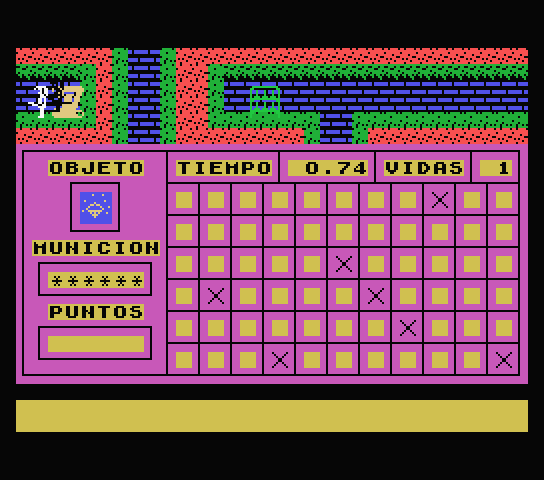 OBJETO TIEMPO 0.74 VIDAS 1
MUNICION
******
PUNTOS